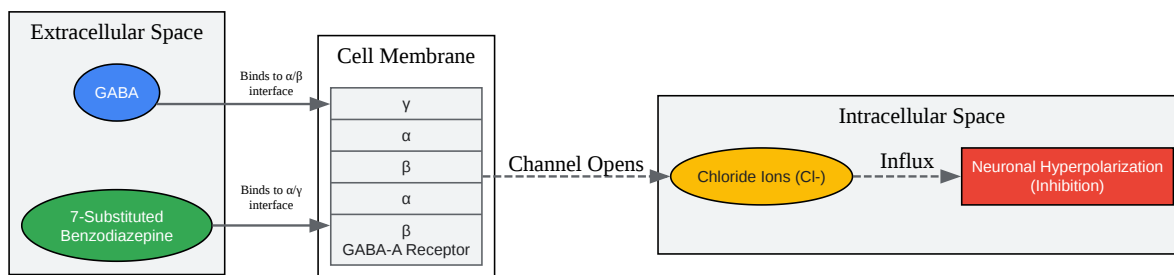 Extracellular Space
GABA
7-Substituted
Benzodiazepine
Binds to α/β
interface
Binds to α/γ
interface
Cell Membrane
γ
α
β
α
β
GABA-A Receptor
Channel Opens
Intracellular Space
Chloride Ions (Cl-)
Influx
Neuronal Hyperpolarization
(Inhibition)